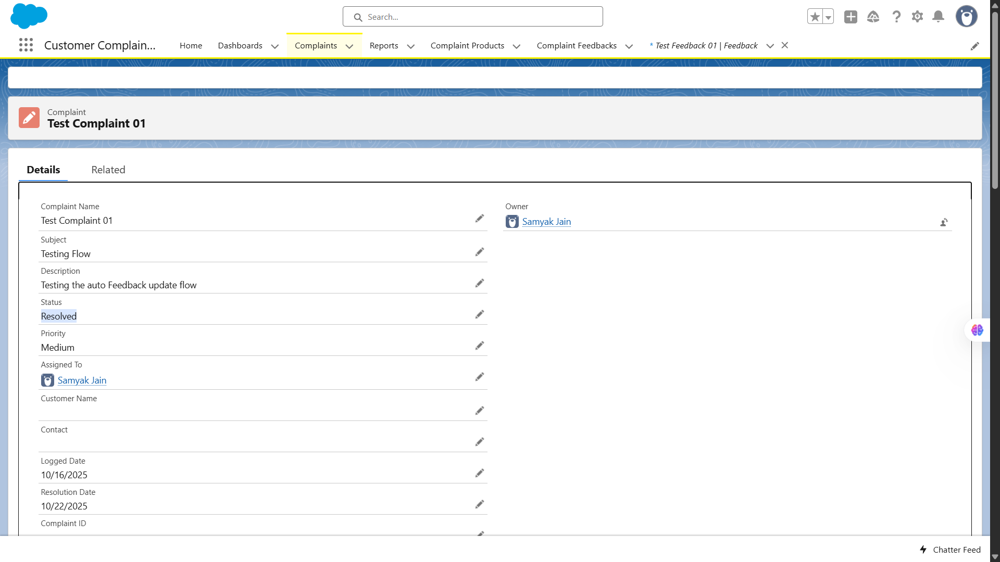 Search...
Customer Complain...
Home
Dashboards
Complaints
Reports
Complaint Products
Complaint Feedbacks
* Test Feedback 01 | Feedback
Complaint
Test Complaint 01
Details
Related
Complaint Name
Test Complaint 01
Owner
Samyak Jain
Subject
Testing Flow
Description
Testing the auto Feedback update flow
Status
Resolved
Priority
Medium
Assigned To
Samyak Jain
Customer Name
Contact
Logged Date
10/16/2025
Resolution Date
10/22/2025
Complaint ID
Chatter Feed